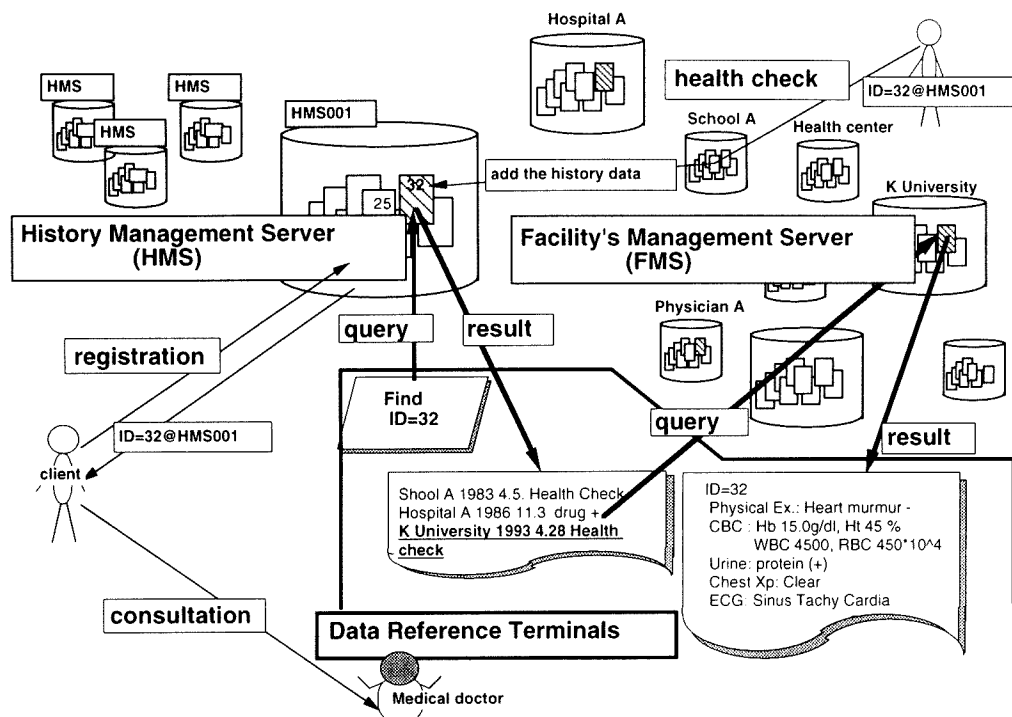 Hospital A
health check
ID=32@HMS001
HMS
HMS
HMS
HMS001
School A
Health center
32
25
add the history data
K University
History Management Server
(HMS)
Facility's Management Server
(FMS)
Physician A
query
result
registration
Find
ID=32
query
result
ID=32@HMS001
client
Shool A 1983 4.5. Health Check
Hospital A 1986 11.3 drug +
K University 1993 4.28 Health
check
ID=32
Physical Ex.: Heart murmur -
CBC : Hb 15.0g/dl, Ht 45 %
WBC 4500, RBC 450*10^4
Urine: protein (+)
Chest Xp: Clear
ECG: Sinus Tachy Cardia
consultation
Data Reference Terminals
Medical doctor